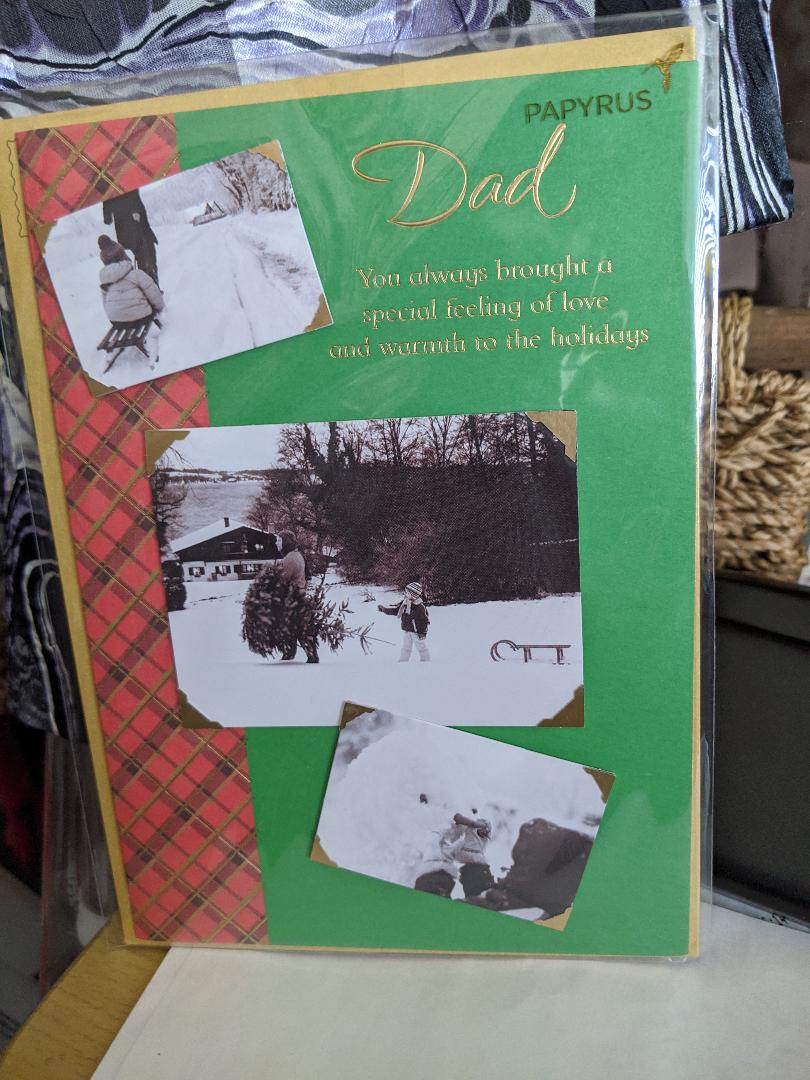 PAPYRUS
Dad
You always brought a
special feeling of love
and warmth to the holidays